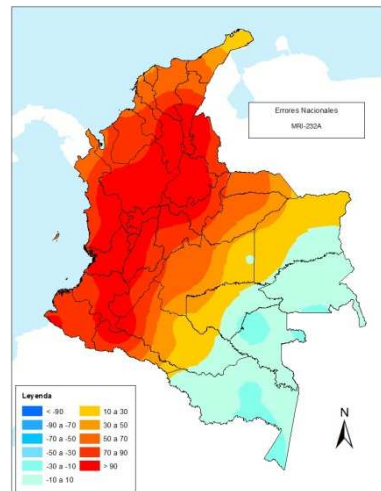 Errores Nacionales
MRI-232A
Leyenda
< -90
-90 a -70
-70 a -50
-50 a -30
-30 a -10
-10 a 10
10 a 30
30 a 50
50 a 70
70 a 90
> 90
N